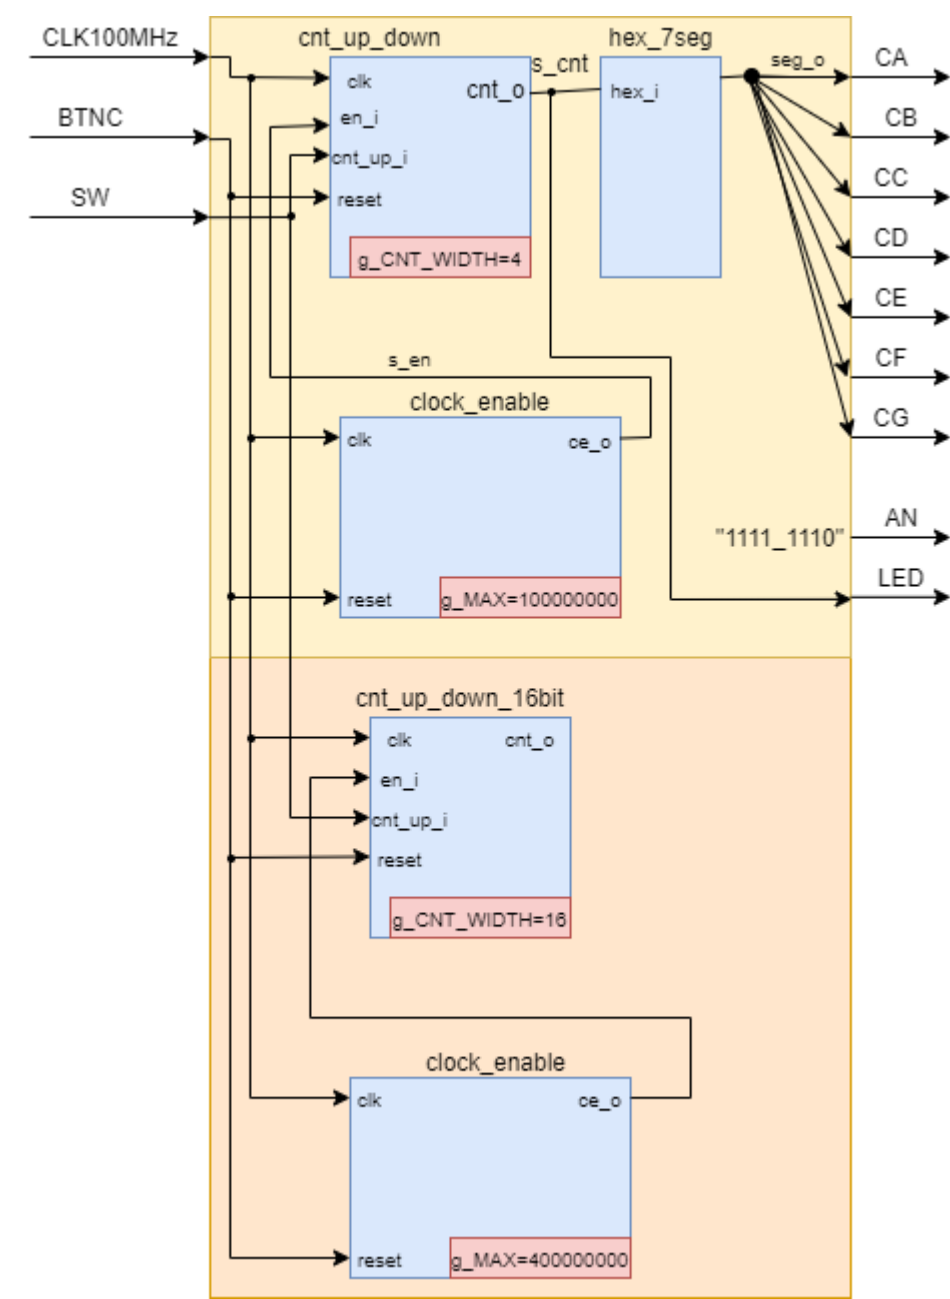 CLK100MHz
BTNC
SW
cnt_up_down
clk
cnt_o
en_i
cnt_up_i
reset
g_CNT_WIDTH=4
s_cnt
hex_7seg
hex_i
seg_o
CA
CB
CC
CD
CE
CF
CG
s_en
clock_enable
clk
ce_o
reset
g_MAX=100000000
"1111_1110"
AN
LED
cnt_up_down_16bit
clk
cnt_o
en_i
cnt_up_i
reset
g_CNT_WIDTH=16
clock_enable
clk
ce_o
reset
g_MAX=400000000